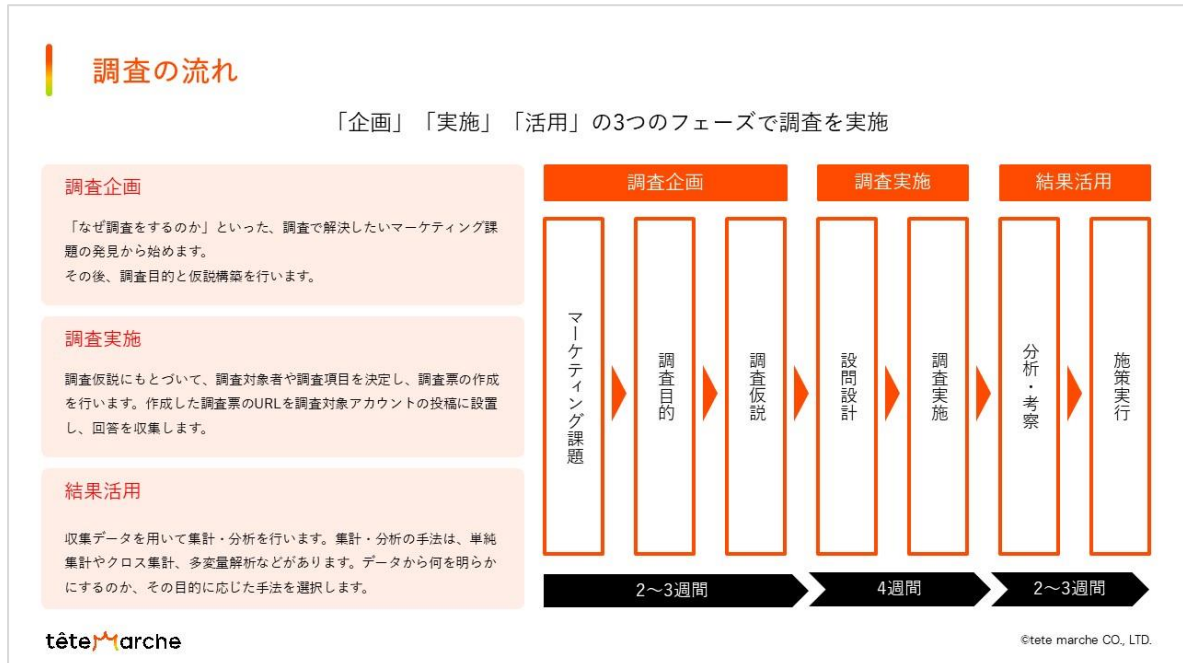 調査の流れ
「企画」「実施」「活用」の3つのフェーズで調査を実施
調査企画
「なぜ調査をするのか」といった、調査で解決したいマーケティング課
題の発見から始めます。
その後、調査目的と仮説構築を行います。
調査実施
調査仮説にもとづいて、調査対象者や調査項目を決定し、調査票の作成
を行います。作成した調査票のURLを調査対象アカウントの投稿に設置
し、回答を収集します。
結果活用
収集データを用いて集計・分析を行います。集計・分析の手法は、単純
集計やクロス集計、多変量解析などがあります。データから何を明らか
にするのか、その目的に応じた手法を選択します。
調査企画
調査実施
結果活用
マーケティング課題
調査目的
調査仮説
設問設計
調査実施
分析・考察
施策実行
2〜3週間
4週間
2〜3週間
tête marche
©tete marche CO., LTD.